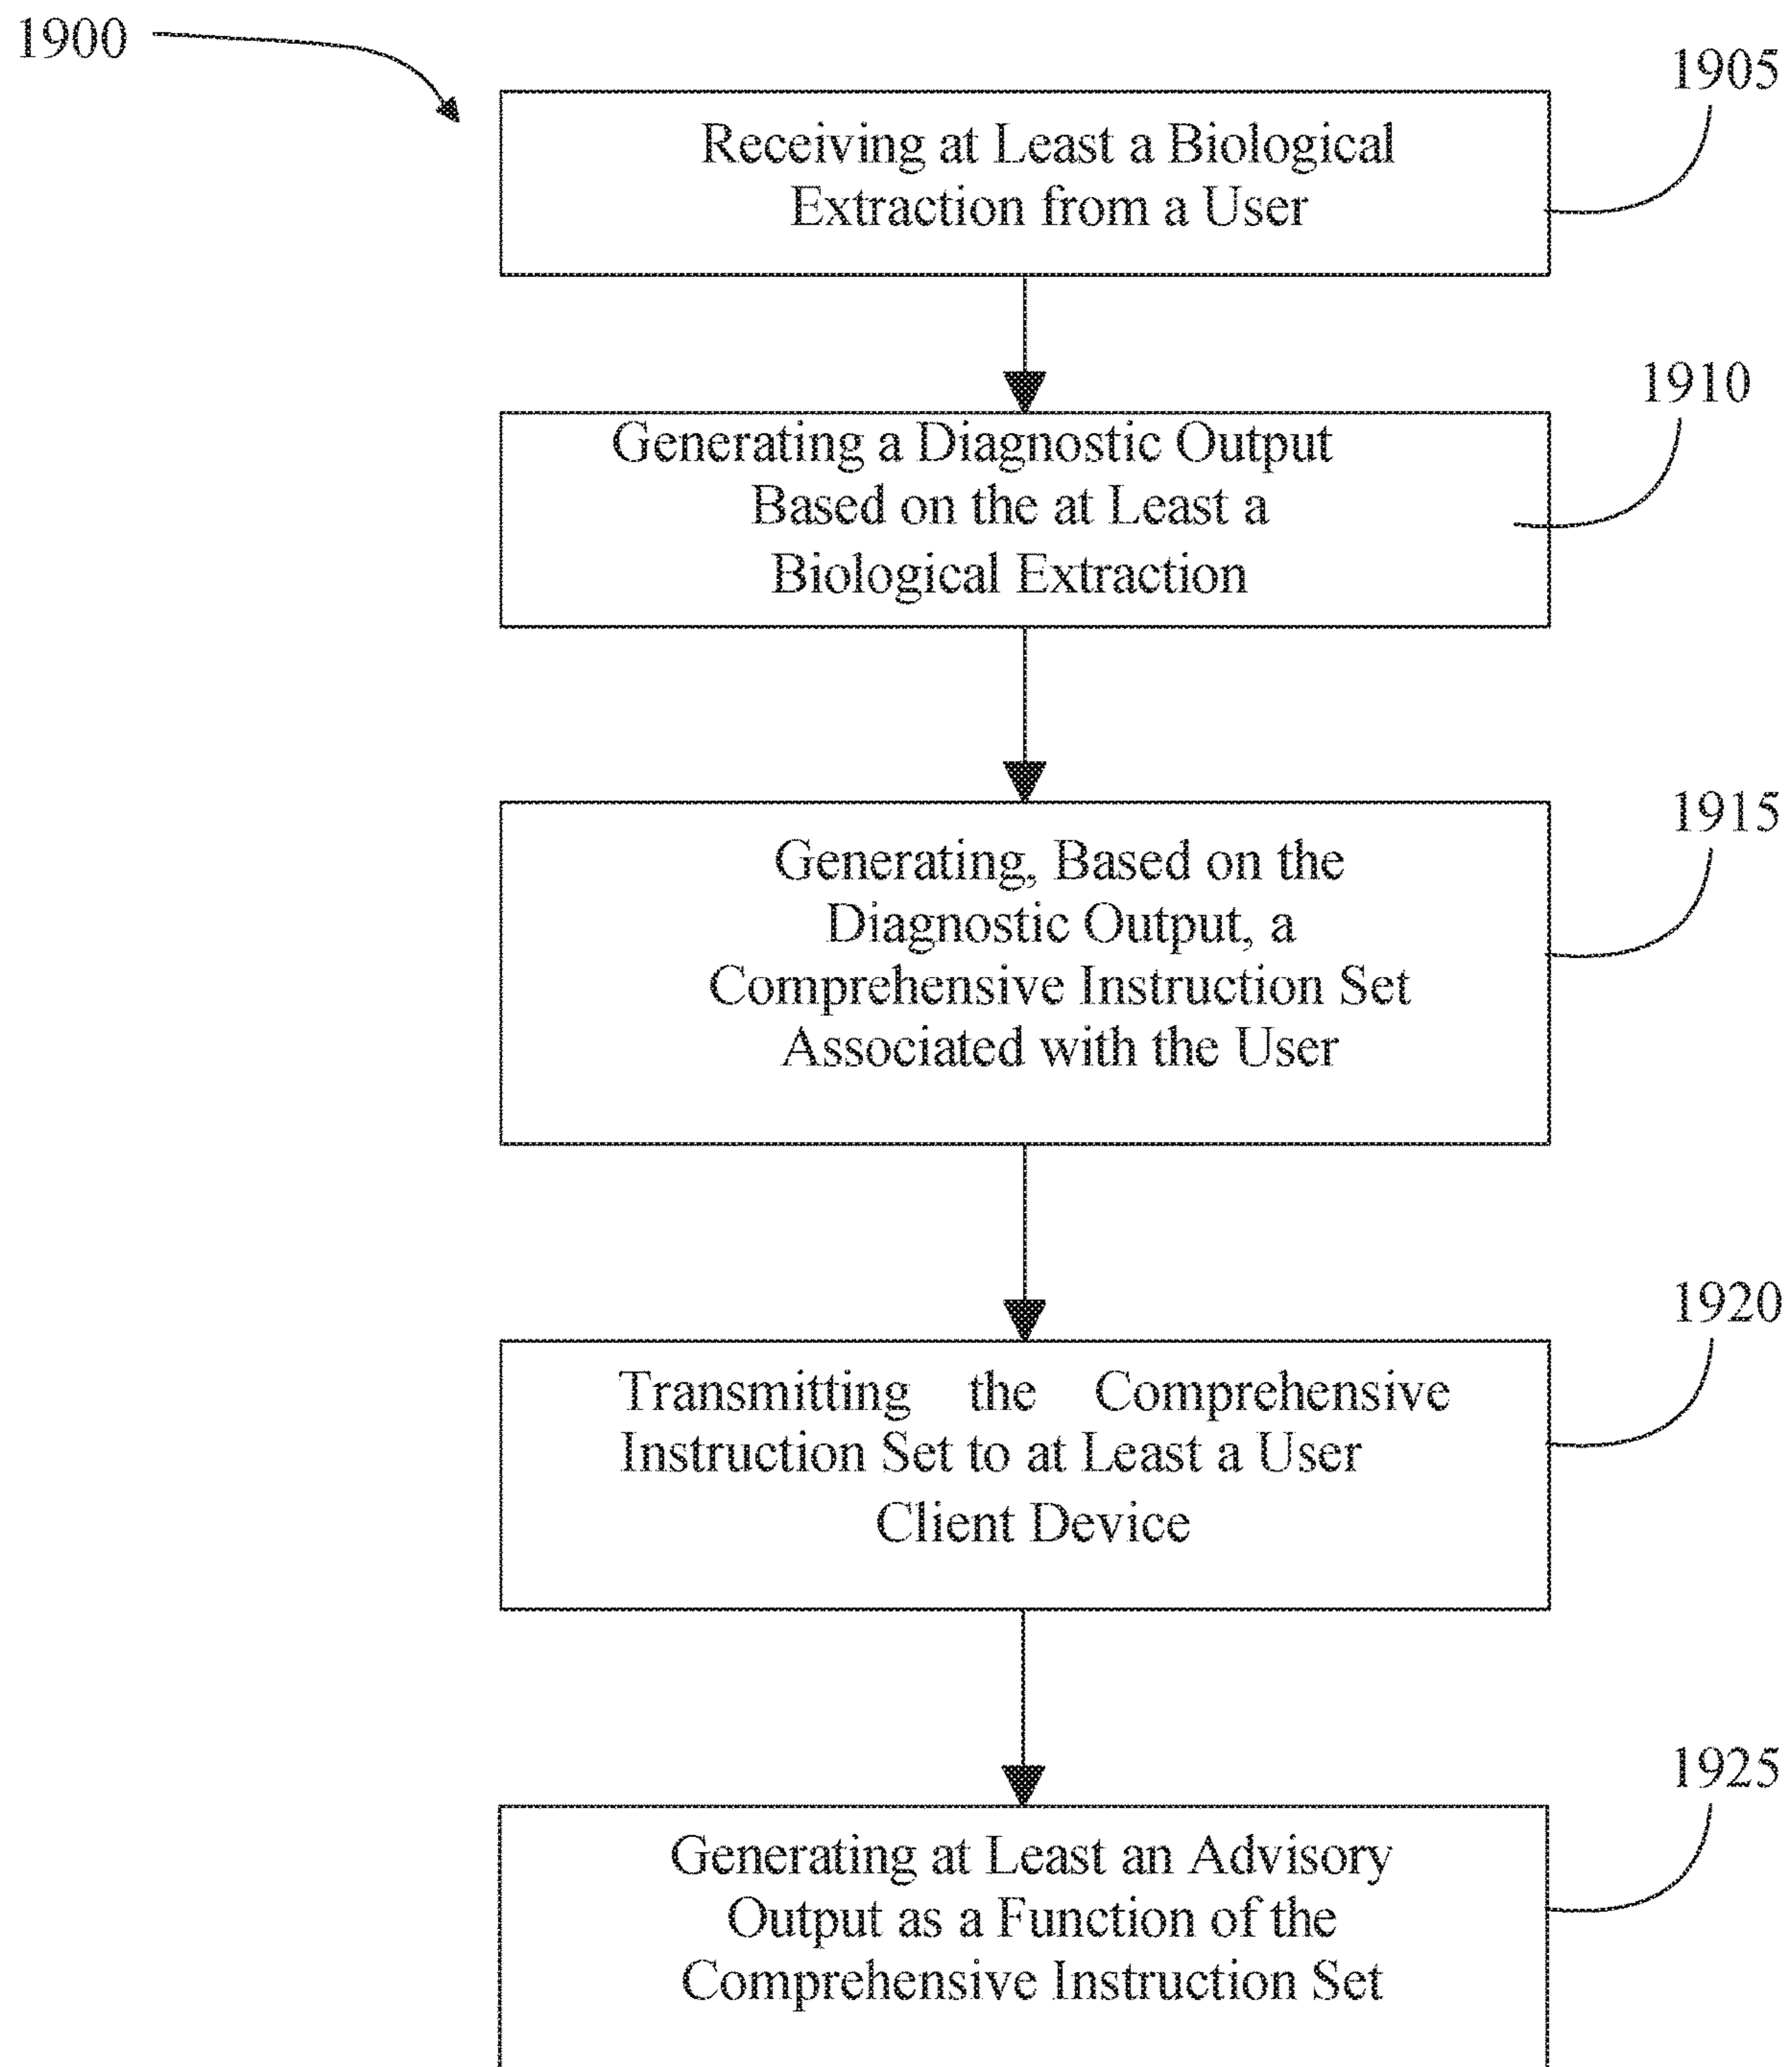 1900
1905
Receiving at Least a Biological
Extraction from a User
1910
Generating a Diagnostic Output
Based on the at Least a
Biological Extraction
1915
Generating, Based on the
Diagnostic Output, a
Comprehensive Instruction Set
Associated with the User
1920
Transmitting the Comprehensive
Instruction Set to at Least a User
Client Device
1925
Generating at Least an Advisory
Output as a Function of the
Comprehensive Instruction Set